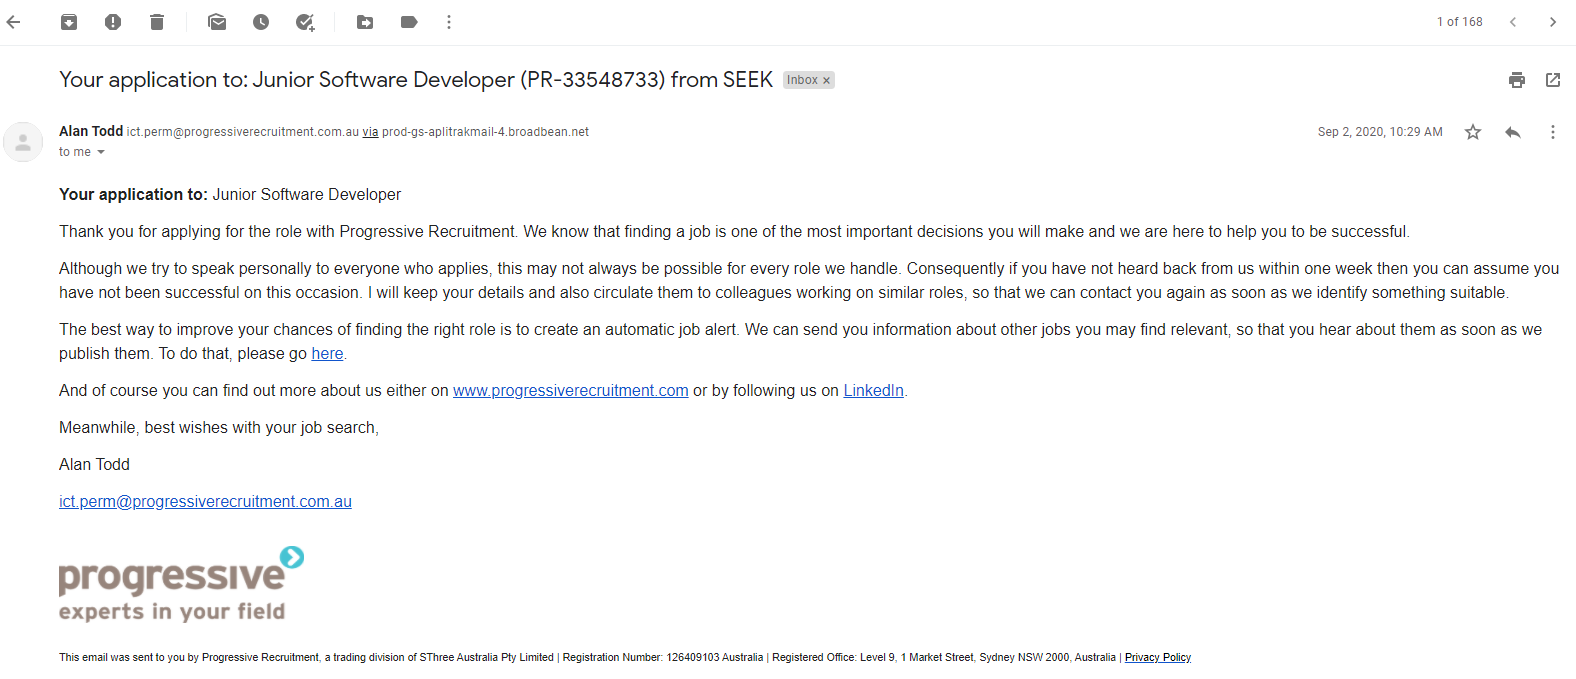 1 of 168
Your application to: Junior Software Developer (PR-33548733) from SEEK Inbox ×
Alan Todd ict.perm@progressiverecruitment.com.au via prod-gs-aplitrakmail-4.broadbean.net Sep 2, 2020, 10:29 AM
to me
Your application to: Junior Software Developer
Thank you for applying for the role with Progressive Recruitment. We know that finding a job is one of the most important decisions you will make and we are here to help you to be successful.
Although we try to speak personally to everyone who applies, this may not always be possible for every role we handle. Consequently if you have not heard back from us within one week then you can assume you
have not been successful on this occasion. I will keep your details and also circulate them to colleagues working on similar roles, so that we can contact you again as soon as we identify something suitable.
The best way to improve your chances of finding the right role is to create an automatic job alert. We can send you information about other jobs you may find relevant, so that you hear about them as soon as we
publish them. To do that, please go here.
And of course you can find out more about us either on www.progressiverecruitment.com or by following us on LinkedIn.
Meanwhile, best wishes with your job search,
Alan Todd
ict.perm@progressiverecruitment.com.au
progressive
experts in your field
This email was sent to you by Progressive Recruitment, a trading division of SThree Australia Pty Limited | Registration Number: 126409103 Australia | Registered Office: Level 9, 1 Market Street, Sydney NSW 2000, Australia | Privacy Policy